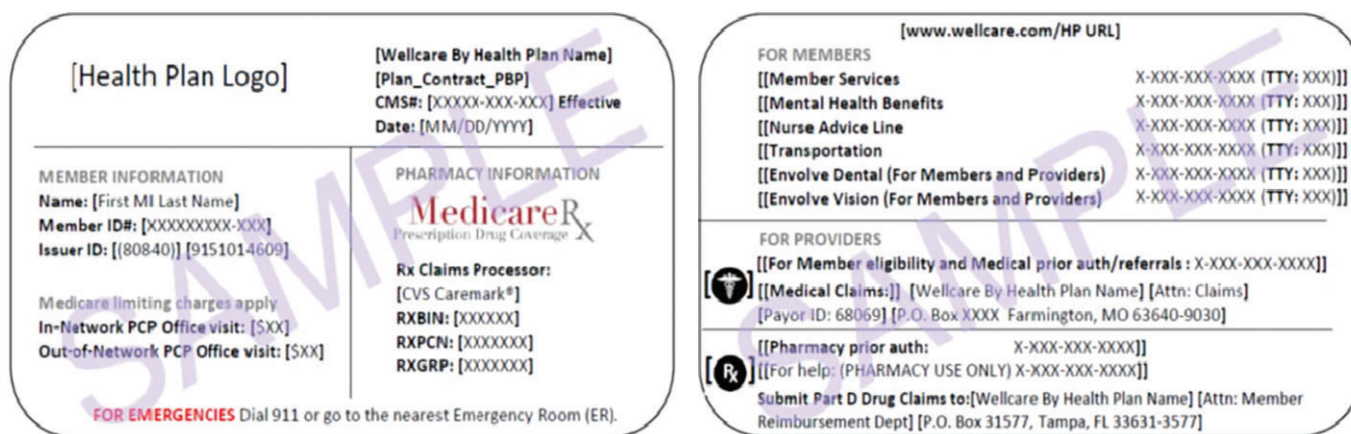 [Health Plan Logo]
[Wellcare By Health Plan Name]
[Plan_Contract_PBP]
CMS#: [XXXXX-XXX-XXX] Effective
Date: [MM/DD/YYYY]
MEMBER INFORMATION
Name: [First MI Last Name]
Member ID#: [XXXXXXXXX-XXX]
Issuer ID: [(80840)] [9151014609]
Medicare limiting charges apply
In-Network PCP Office visit: [$XX]
Out-of-Network PCP Office visit: [$XX]
PHARMACY INFORMATION
MedicareRx
Prescription Drug Coverage
Rx Claims Processor:
[CVS Caremark®]
RXBIN: [XXXXXX]
RXPCN: [XXXXXXX]
RXGRP: [XXXXXXX]
FOR EMERGENCIES Dial 911 or go to the nearest Emergency Room (ER).
SAMPLE
[www.wellcare.com/HP URL]
FOR MEMBERS
[[Member Services X-XXX-XXX-XXXX (TTY: XXX)]]
[[Mental Health Benefits X-XXX-XXX-XXXX (TTY: XXX)]]
[[Nurse Advice Line X-XXX-XXX-XXXX (TTY: XXX)]]
[[Transportation X-XXX-XXX-XXXX (TTY: XXX)]]
[[Envolve Dental (For Members and Providers) X-XXX-XXX-XXXX (TTY: XXX)]]
[[Envolve Vision (For Members and Providers) X-XXX-XXX-XXXX (TTY: XXX)]]
FOR PROVIDERS
[[For Member eligibility and Medical prior auth/referrals : X-XXX-XXX-XXXX]]
[[Medical Claims:]] [Wellcare By Health Plan Name] [Attn: Claims]
[Payor ID: 68069] [P.O. Box XXXX Farmington, MO 63640-9030]
[[Pharmacy prior auth: X-XXX-XXX-XXXX]]
[Rx] [[For help: (PHARMACY USE ONLY) X-XXX-XXX-XXXX]]
Submit Part D Drug Claims to:[Wellcare By Health Plan Name] [Attn: Member
Reimbursement Dept] [P.O. Box 31577, Tampa, FL 33631-3577]
SAMPLE